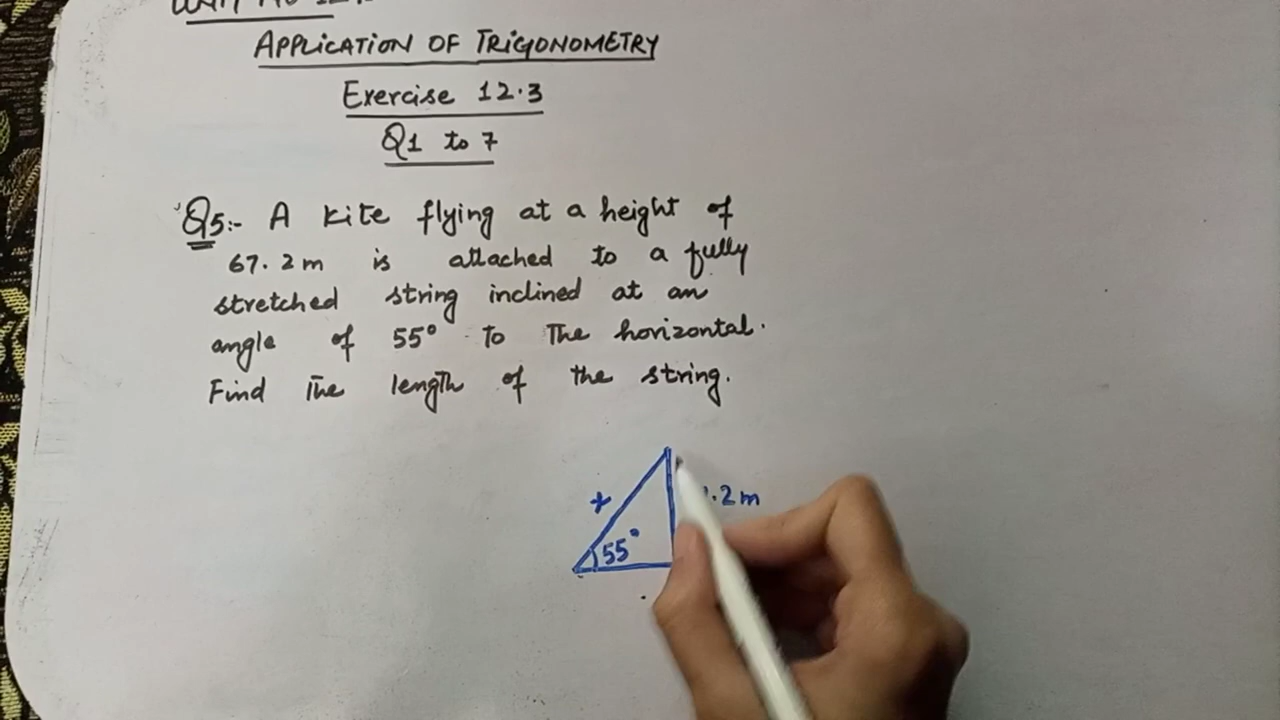 APPLICATION OF TRIGONOMETRY
Exercise 12.3
Q1 to 7
Q5:- A kite flying at a height of
67.2m is attached to a fully
stretched string inclined at an
angle of 55° to The horizontal.
Find The length of the string.
.2m
55°